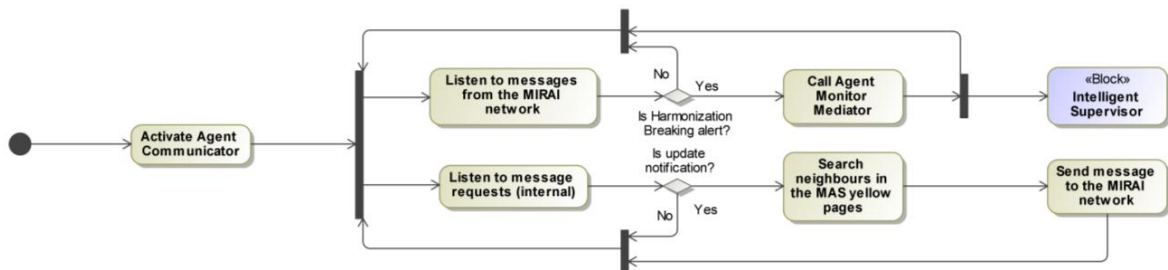 Activate Agent
Communicator
Listen to messages
from the MIRAI
network
No
Yes
Is Harmonization
Breaking alert?
Call Agent
Monitor
Mediator
«Block»
Intelligent
Supervisor
Listen to message
requests (internal)
Is update
notification?
No
Yes
Search
neighbours in
the MAS yellow
pages
Send message
to the MIRAI
network